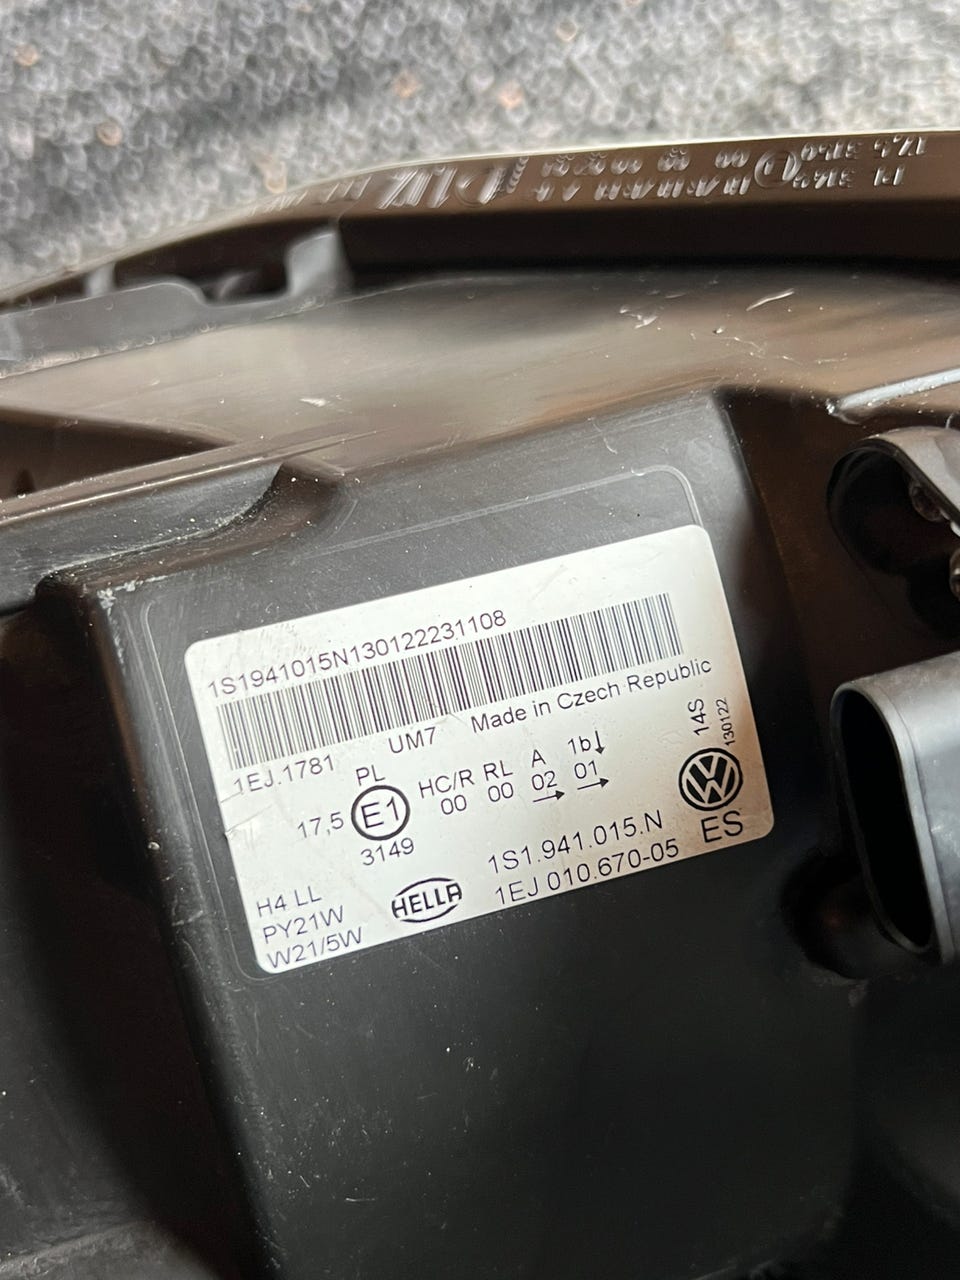 1S1941015N130122231108
1EJ.1781 UM7 Made in Czech Republic
PL HC/R RL A 1b↓
17,5 E1 00 00 02 01
3149
14S
130122
H4 LL
PY21W
W21/5W
HELLA
1S1.941.015.N
1EJ 010.670-05
VW
ES